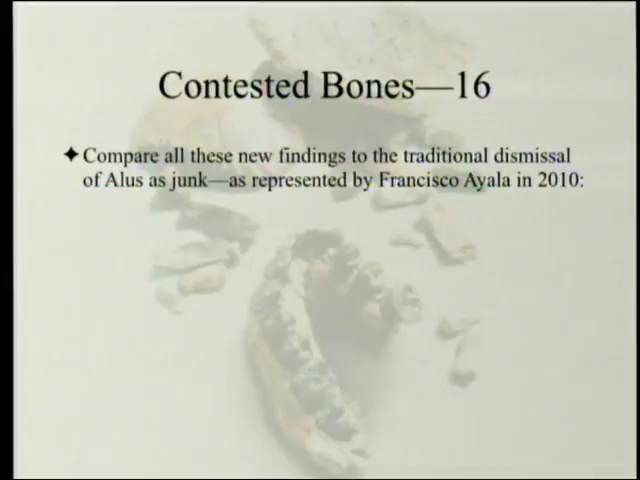 Contested Bones—16
✦Compare all these new findings to the traditional dismissal
of Alus as junk—as represented by Francisco Ayala in 2010: